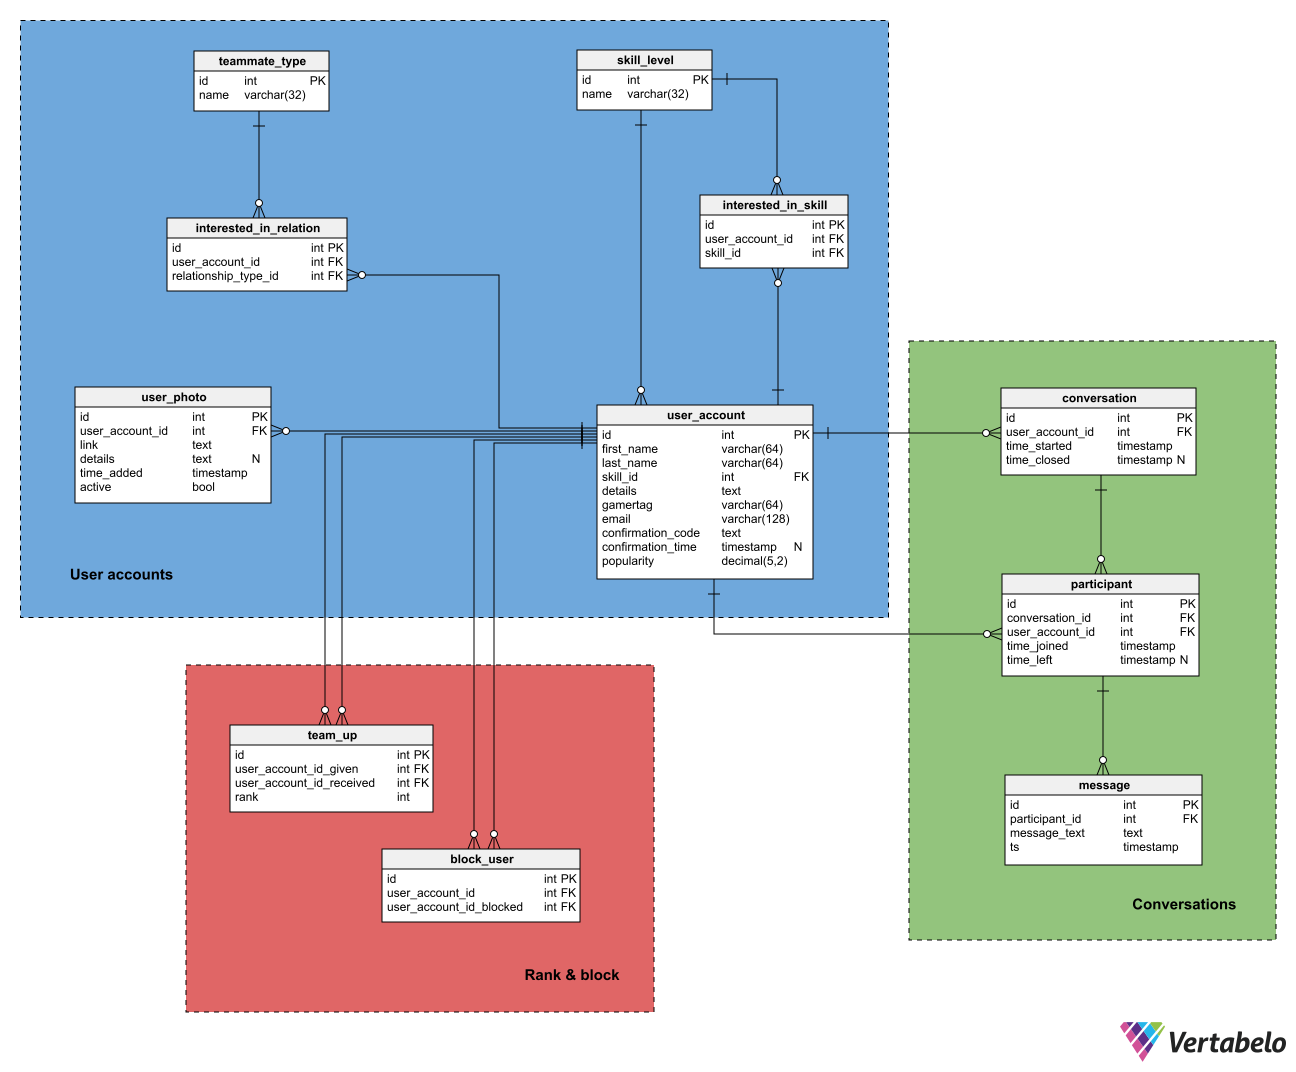 teammate_type
id int PK
name varchar(32)
skill_level
id int PK
name varchar(32)
interested_in_relation
id int PK
user_account_id int FK
relationship_type_id int FK
interested_in_skill
id int PK
user_account_id int FK
skill_id int FK
user_photo
id int PK
user_account_id int FK
link text
details text N
time_added timestamp
active bool
user_account
id int PK
first_name varchar(64)
last_name varchar(64)
skill_id int FK
details text
gamertag varchar(64)
email varchar(128)
confirmation_code text
confirmation_time timestamp N
popularity decimal(5,2)
User accounts
conversation
id int PK
user_account_id int FK
time_started timestamp
time_closed timestamp N
participant
id int PK
conversation_id int FK
user_account_id int FK
time_joined timestamp
time_left timestamp N
message
id int PK
participant_id int FK
message_text text
ts timestamp
Conversations
team_up
id int PK
user_account_id_given int FK
user_account_id_received int FK
rank int
block_user
id int PK
user_account_id int FK
user_account_id_blocked int FK
Rank & block
Vertabelo